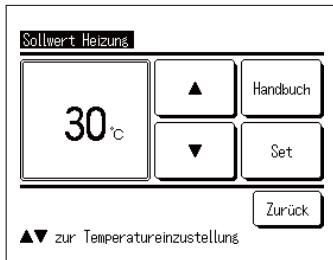 Sollwert Heizung
▲ Handbuch
30 °C
▼ Set
Zurück
▲▼ zur Temperatureinzustellung